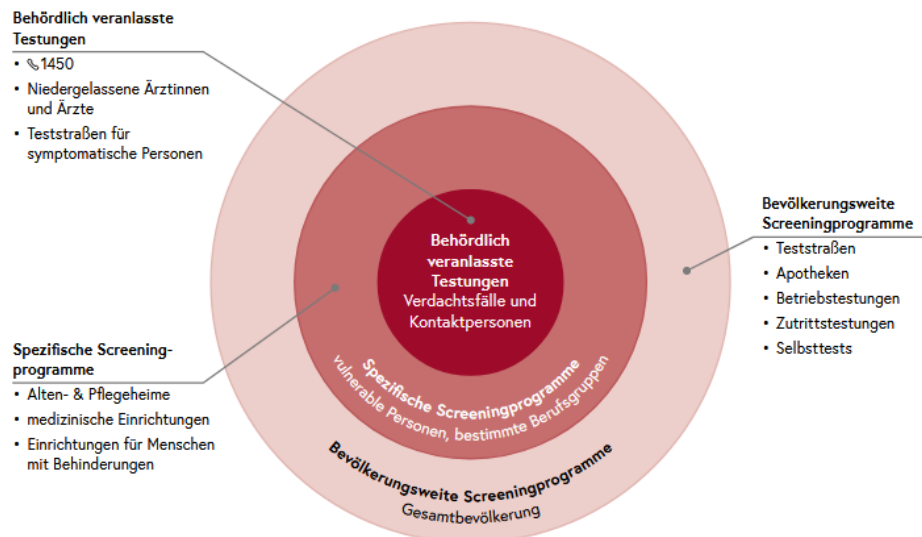 Behördlich veranlasste
Testungen
• 📞1450
• Niedergelassene Ärztinnen
und Ärzte
• Teststraßen für
symptomatische Personen
Spezifische Screening-
programme
• Alten- & Pflegeheime
• medizinische Einrichtungen
• Einrichtungen für Menschen
mit Behinderungen
Behördlich
veranlasste
Testungen
Verdachtsfälle und
Kontaktpersonen
Spezifische Screeningprogramme
vulnerable Personen, bestimmte Berufsgruppen
Bevölkerungsweite Screeningprogramme
Gesamtbevölkerung
Bevölkerungsweite
Screeningprogramme
• Teststraßen
• Apotheken
• Betriebstestungen
• Zutrittstestungen
• Selbsttests